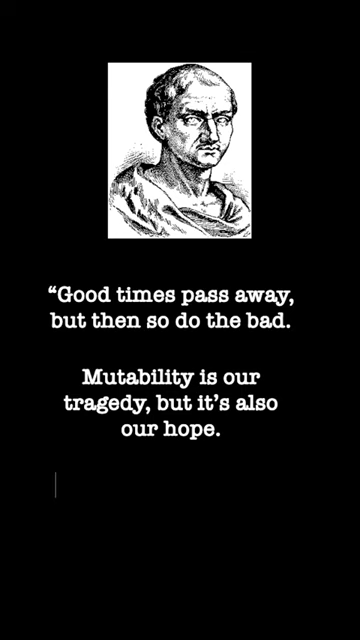 “Good times pass away,
but then so do the bad.
Mutability is our
tragedy, but it’s also
our hope.